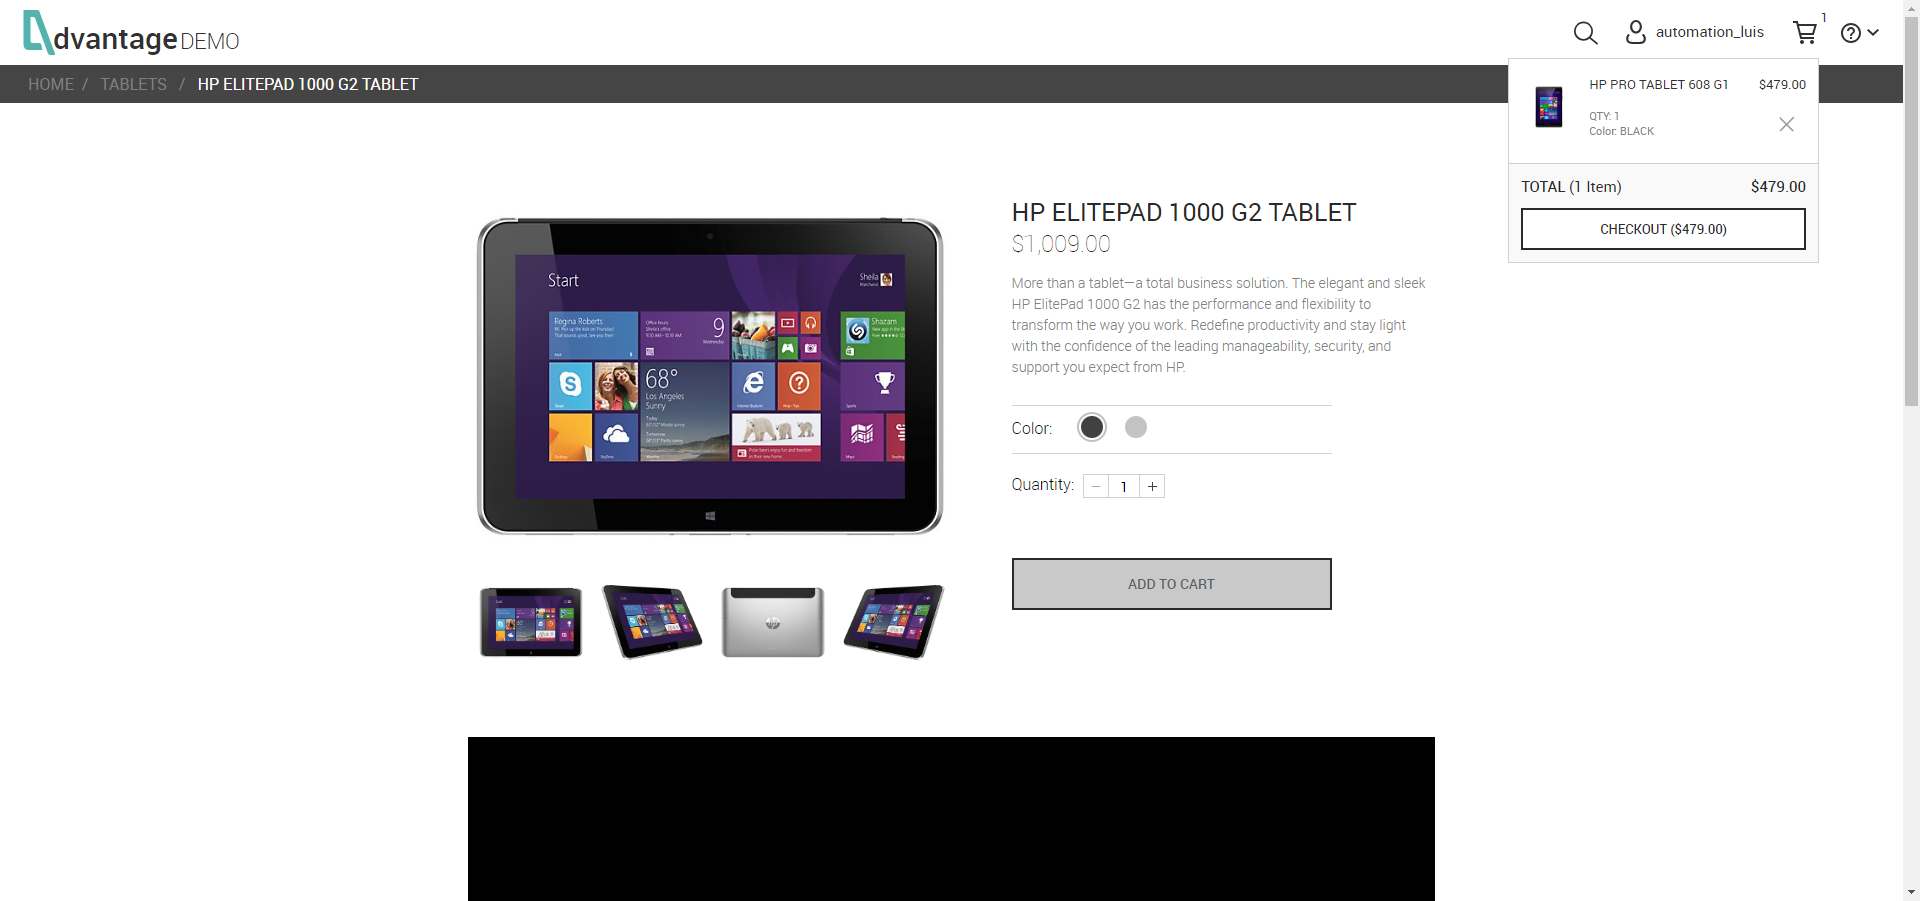 dvantage DEMO
automation_luis
1
HOME / TABLETS / HP ELITEPAD 1000 G2 TABLET
HP PRO TABLET 608 G1 $479.00
QTY: 1
Color: BLACK
TOTAL (1 Item) $479.00
CHECKOUT ($479.00)
HP ELITEPAD 1000 G2 TABLET
$1,009.00
More than a tablet—a total business solution. The elegant and sleek
HP ElitePad 1000 G2 has the performance and flexibility to
transform the way you work. Redefine productivity and stay light
with the confidence of the leading manageability, security, and
support you expect from HP.
Color:
Quantity: − 1 +
ADD TO CART
Start
Sheila
Regina Roberts
9
Wednesday
Shazam
68°
Los Angeles
Sunny
Today
Tomorrow
Internet Explorer